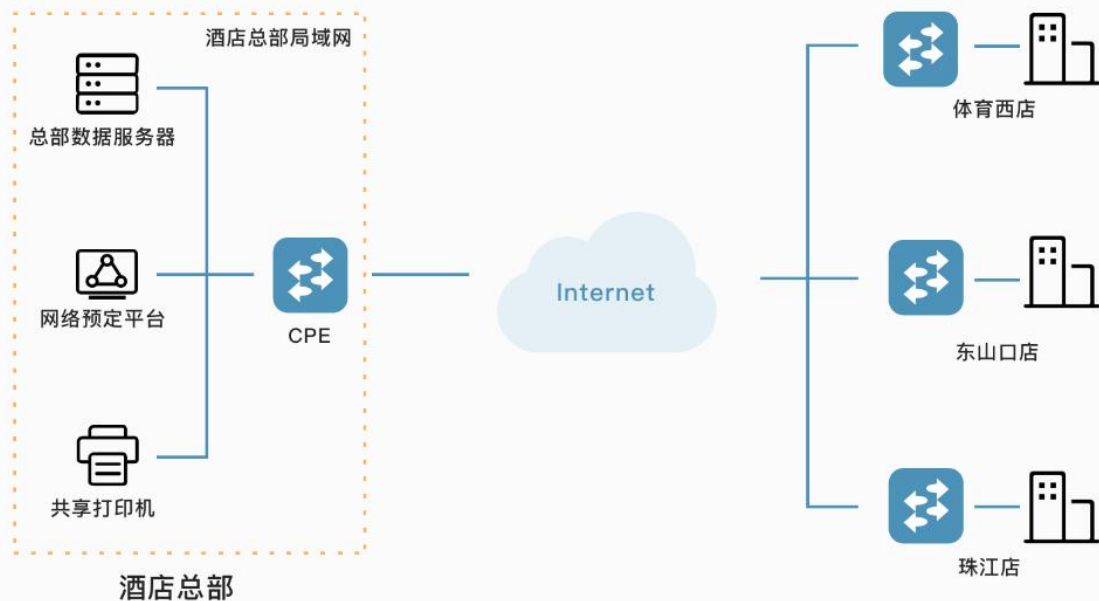 酒店总部局域网
总部数据服务器
网络预定平台
共享打印机
CPE
酒店总部
Internet
体育西店
东山口店
珠江店